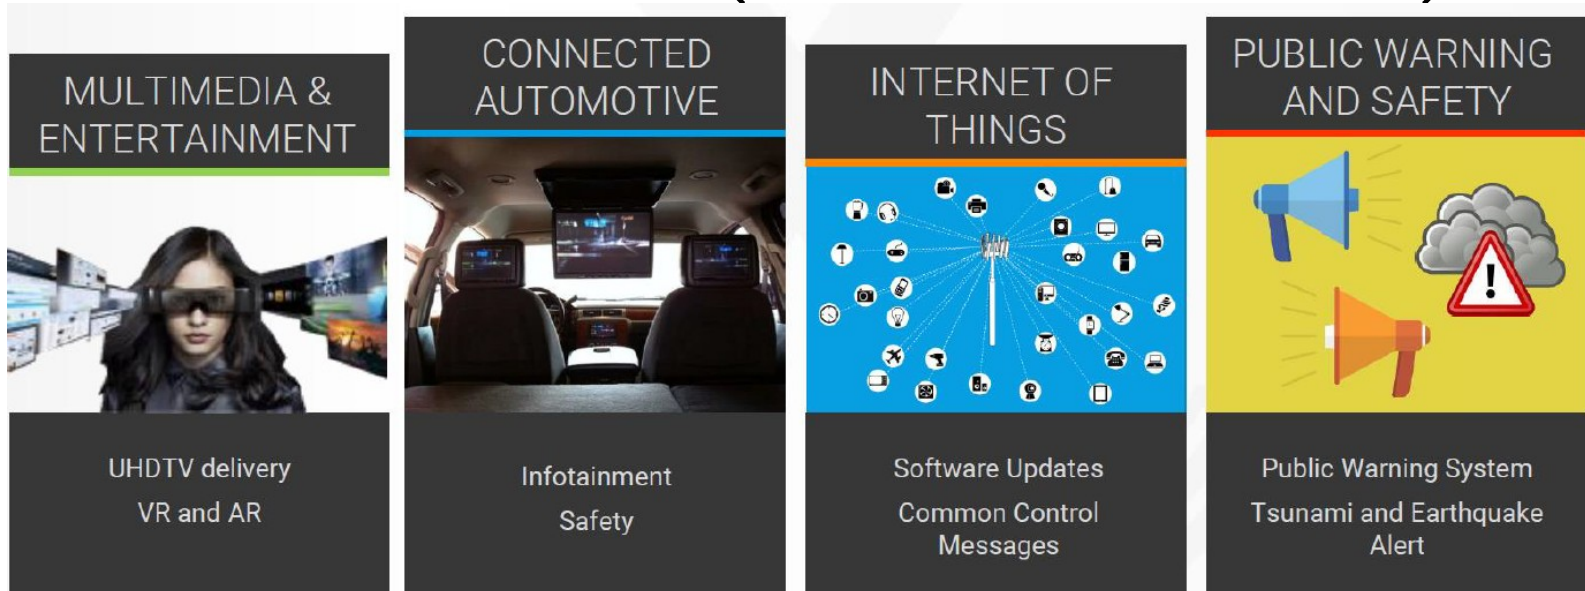 MULTIMEDIA &
ENTERTAINMENT
UHDTV delivery
VR and AR
CONNECTED
AUTOMOTIVE
Infotainment
Safety
INTERNET OF
THINGS
Software Updates
Common Control
Messages
PUBLIC WARNING
AND SAFETY
Public Warning System
Tsunami and Earthquake
Alert